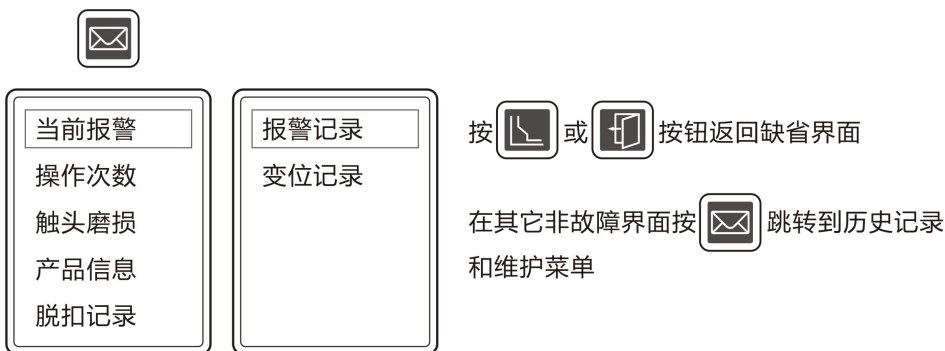 当前报警
操作次数
触头磨损
产品信息
脱扣记录
报警记录
变位记录
按或按钮返回缺省界面
在其它非故障界面按跳转到历史记录
和维护菜单